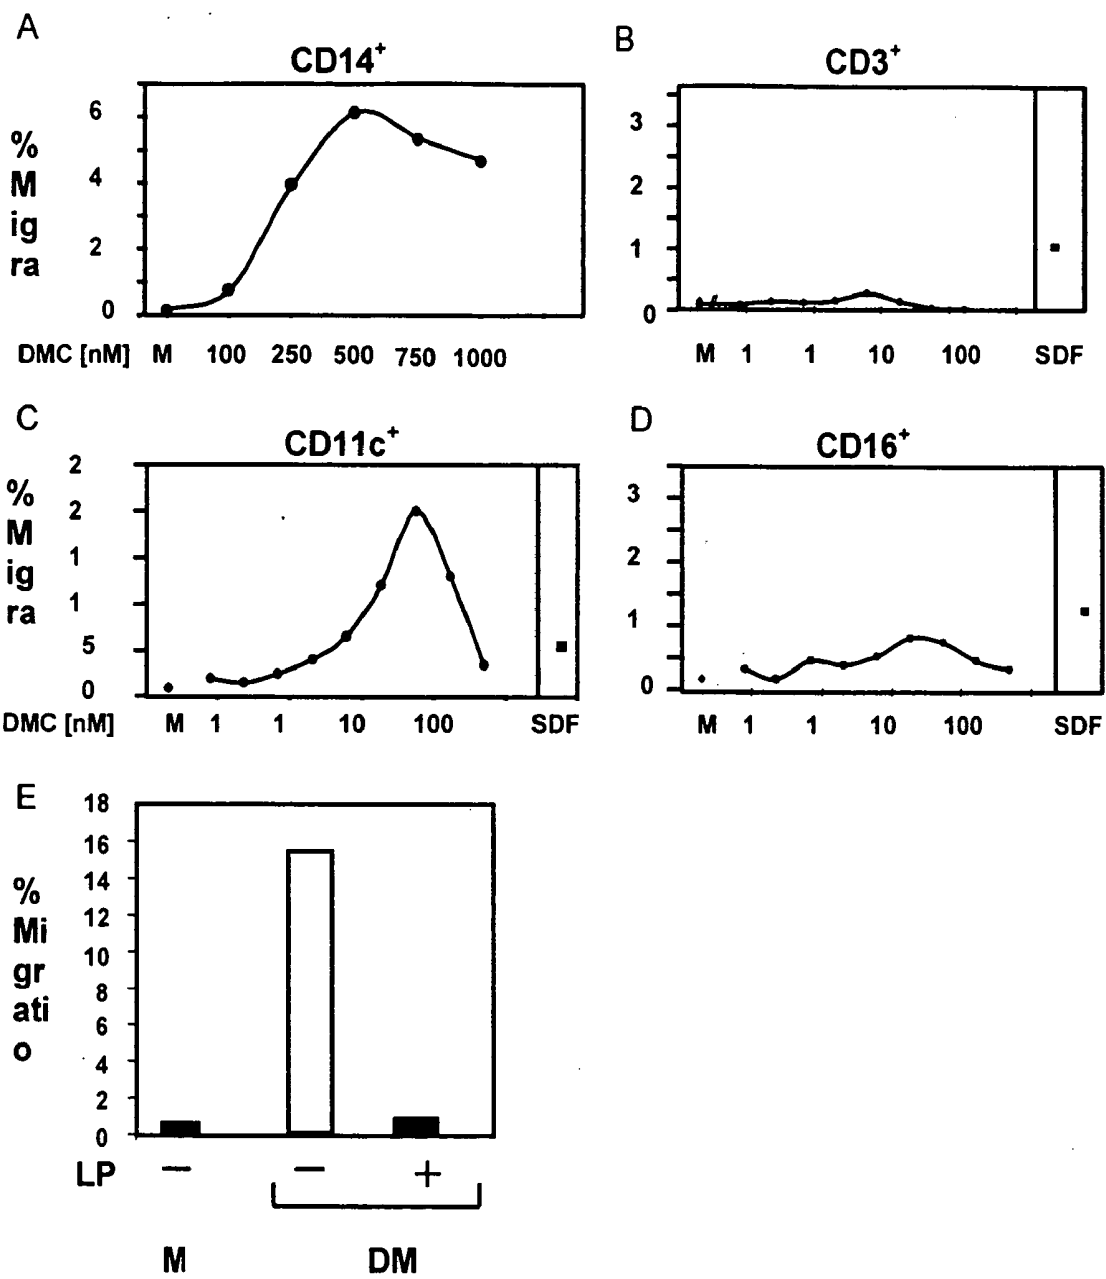 A
CD14+
6
4
2
0
%
M
ig
ra
DMC [nM] M 100 250 500 750 1000
B
CD3+
3
2
1
0
M 1 1 10 100 SDF
C
CD11c+
2
2
1
1
5
0
%
M
ig
ra
DMC [nM] M 1 1 10 100 SDF
D
CD16+
3
2
1
0
M 1 1 10 100 SDF
E
18
16
14
12
10
8
6
4
2
0
%
Mi
gr
ati
o
LP − − +
M DM